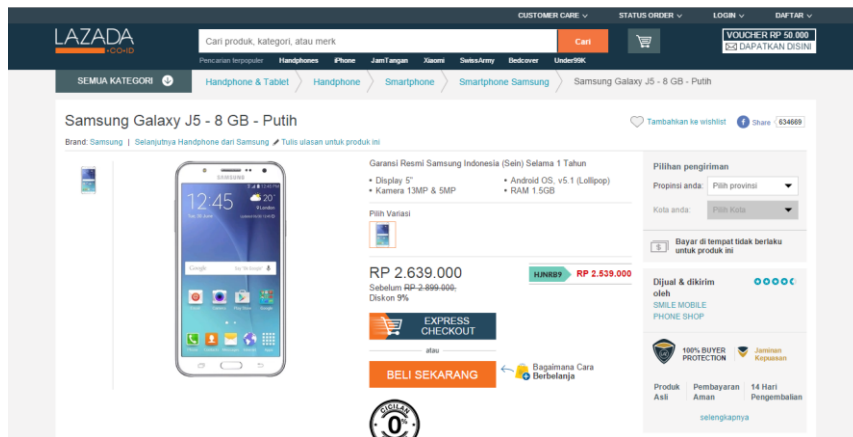 CUSTOMER CARE
STATUS ORDER
LOGIN
DAFTAR
LAZADA
.CO.ID
Cari produk, kategori, atau merk
Cari
VOUCHER RP 50.000
DAPATKAN DISINI
Pencarian terpopuler Handphones iPhone JamTangan Xiaomi SwissArmy Bedcover Under99K
SEMUA KATEGORI
Handphone & Tablet
Handphone
Smartphone
Smartphone Samsung
Samsung Galaxy J5 - 8 GB - Putih
Samsung Galaxy J5 - 8 GB - Putih
Tambahkan ke wishlist
f Share 634669
Brand: Samsung | Selanjutnya Handphone dari Samsung Tulis ulasan untuk produk ini
SAMSUNG
12:45
20°
Google
Garansi Resmi Samsung Indonesia (Sein) Selama 1 Tahun
• Display 5"
• Android OS, v5.1 (Lollipop)
• Kamera 13MP & 5MP
• RAM 1.5GB
Pilih Variasi
RP 2.639.000
HJNRB9 RP 2.539.000
Sebelum RP 2.899.000,
Diskon 9%
EXPRESS
CHECKOUT
atau
BELI SEKARANG
Bagaimana Cara
Berbelanja
CICILAN
0%
Pilihan pengiriman
Propinsi anda: Pilih provinsi
Kota anda: Pilih Kota
Bayar di tempat tidak berlaku
untuk produk ini
Dijual & dikirim
oleh
SMILE MOBILE
PHONE SHOP
100% BUYER
PROTECTION
Jaminan
Kepuasan
Produk
Asli
Pembayaran
Aman
14 Hari
Pengembalian
selengkapnya